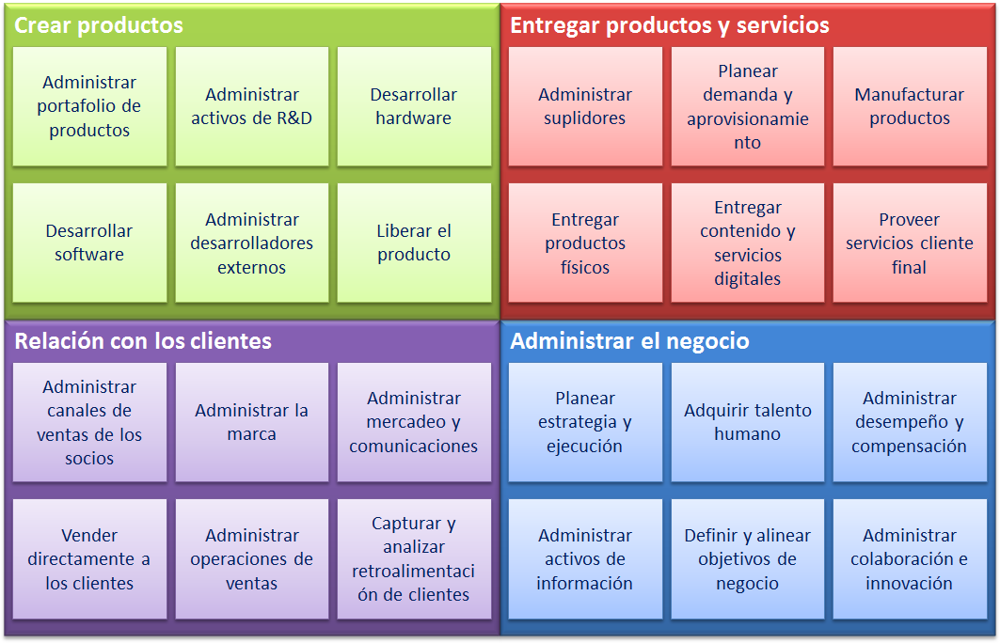 Crear productos
Administrar
portafolio de
productos
Administrar
activos de R&D
Desarrollar
hardware
Desarrollar
software
Administrar
desarrolladores
externos
Liberar el
producto
Entregar productos y servicios
Administrar
suplidores
Planear
demanda y
aprovisionamie
nto
Manufacturar
productos
Entregar
productos
físicos
Entregar
contenido y
servicios
digitales
Proveer
servicios cliente
final
Relación con los clientes
Administrar
canales de
ventas de los
socios
Administrar la
marca
Administrar
mercadeo y
comunicaciones
Vender
directamente a
los clientes
Administrar
operaciones de
ventas
Capturar y
analizar
retroalimentaci
ón de clientes
Administrar el negocio
Planear
estrategia y
ejecución
Adquirir talento
humano
Administrar
desempeño y
compensación
Administrar
activos de
información
Definir y alinear
objetivos de
negocio
Administrar
colaboración e
innovación